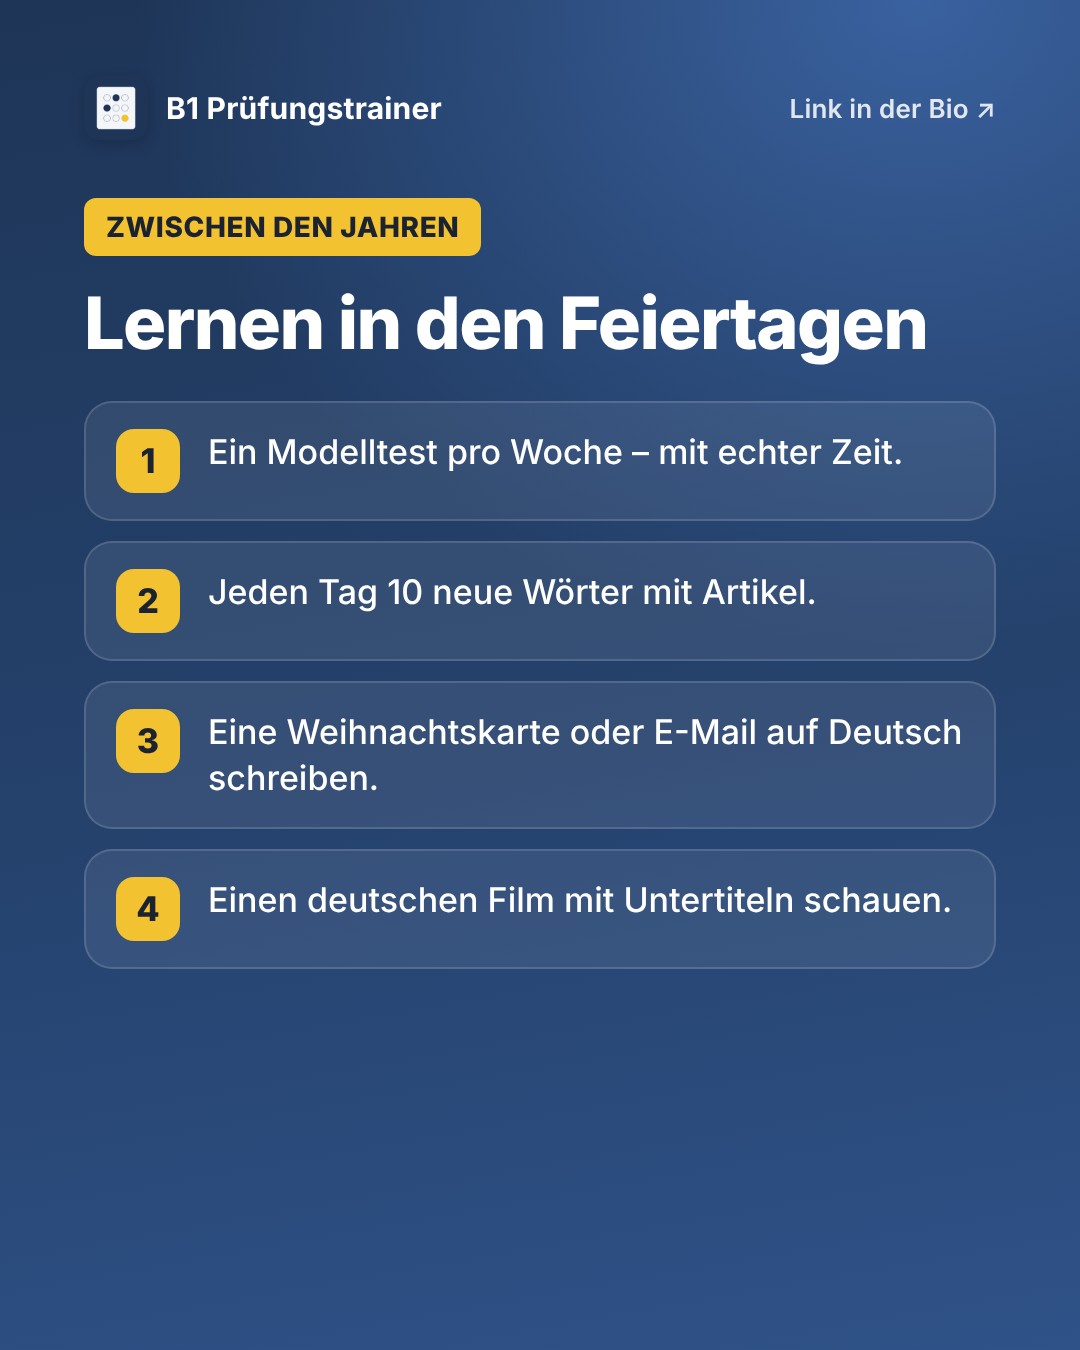 B1 Prüfungstrainer
Link in der Bio ↗
ZWISCHEN DEN JAHREN
Lernen in den Feiertagen
1 Ein Modelltest pro Woche – mit echter Zeit.
2 Jeden Tag 10 neue Wörter mit Artikel.
3 Eine Weihnachtskarte oder E-Mail auf Deutsch
schreiben.
4 Einen deutschen Film mit Untertiteln schauen.